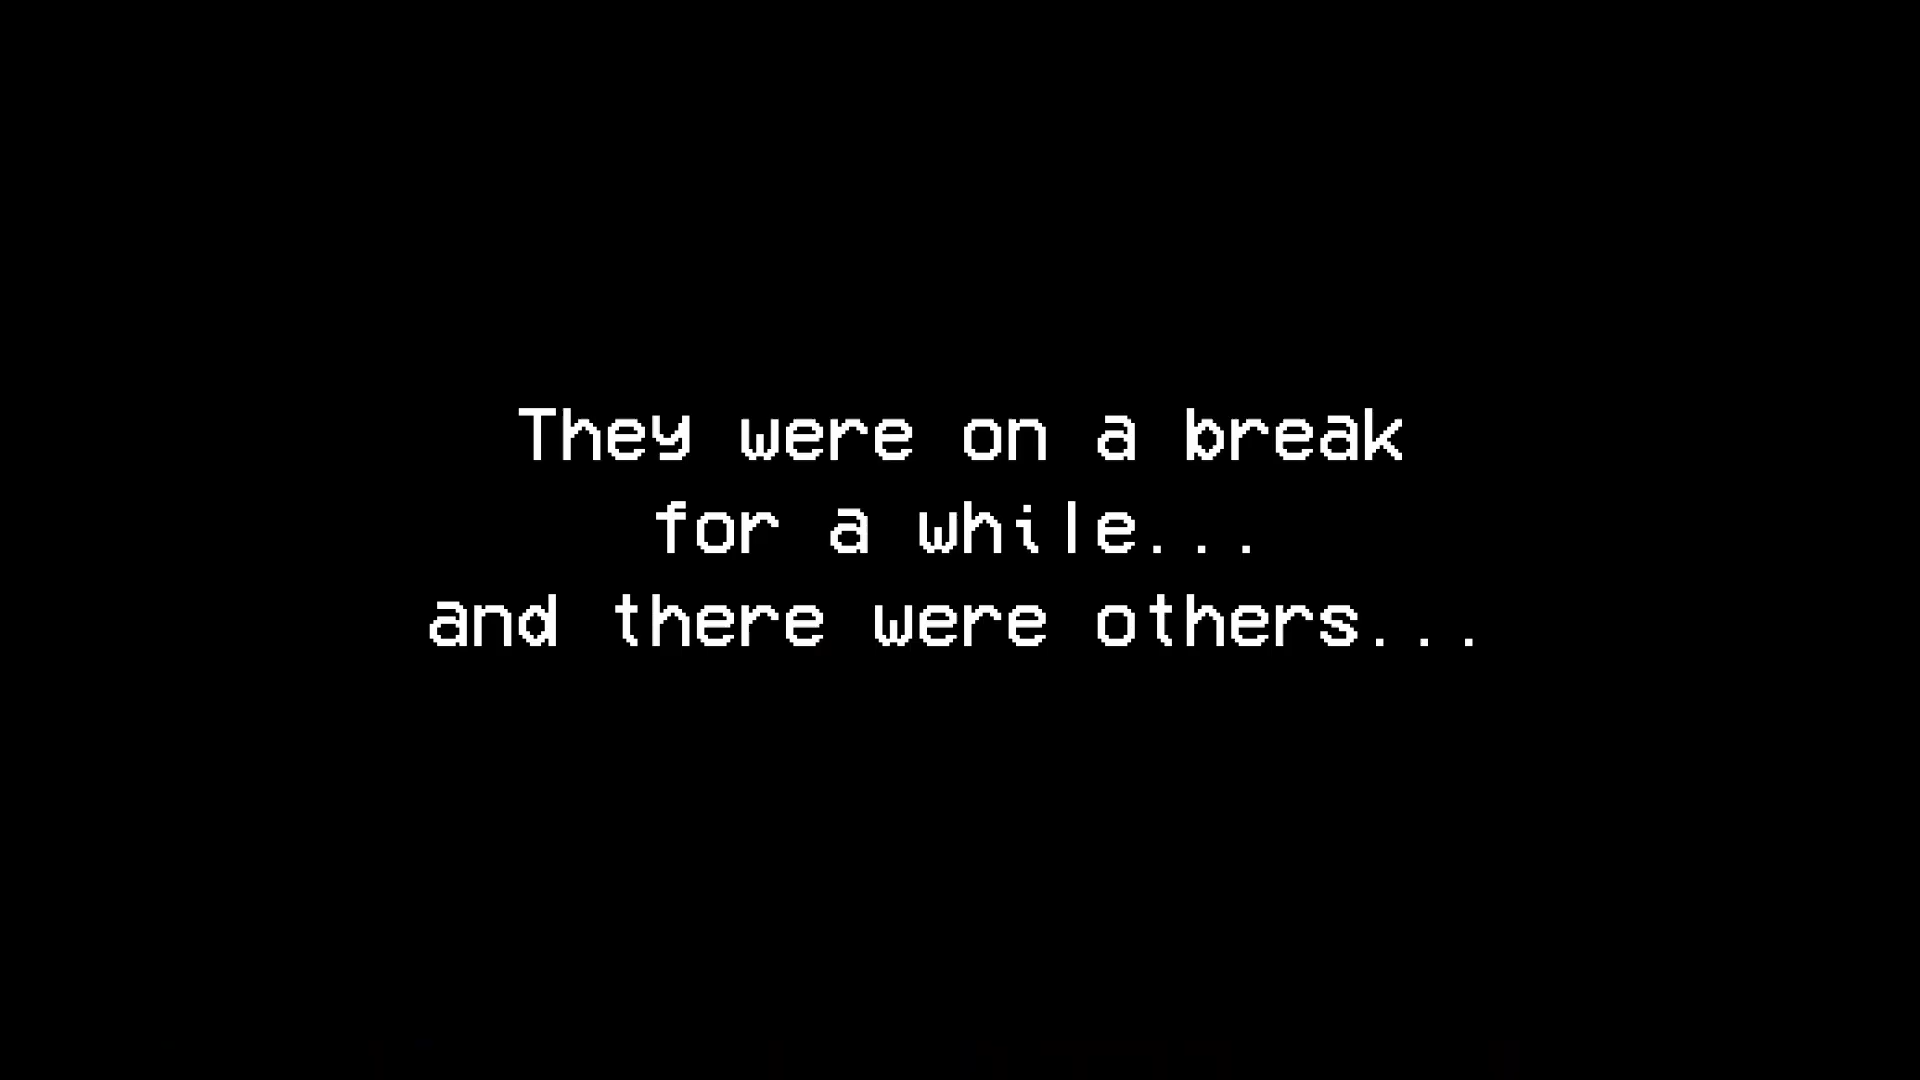 They were on a break
for a while...
and there were others...